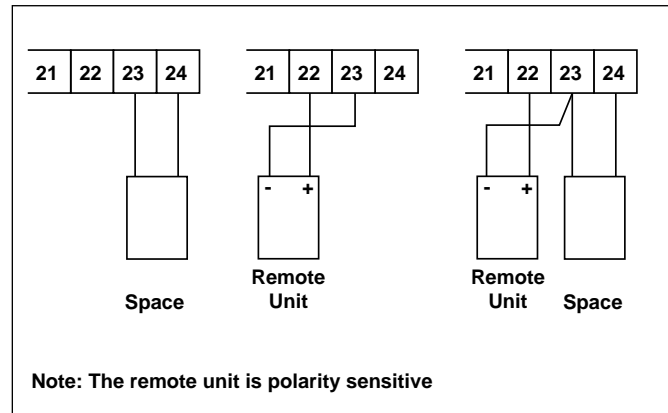 21 22 23 24
21 22 23 24
21 22 23 24
- +
- +
Space
Remote
Unit
Remote
Unit
Space
Note: The remote unit is polarity sensitive